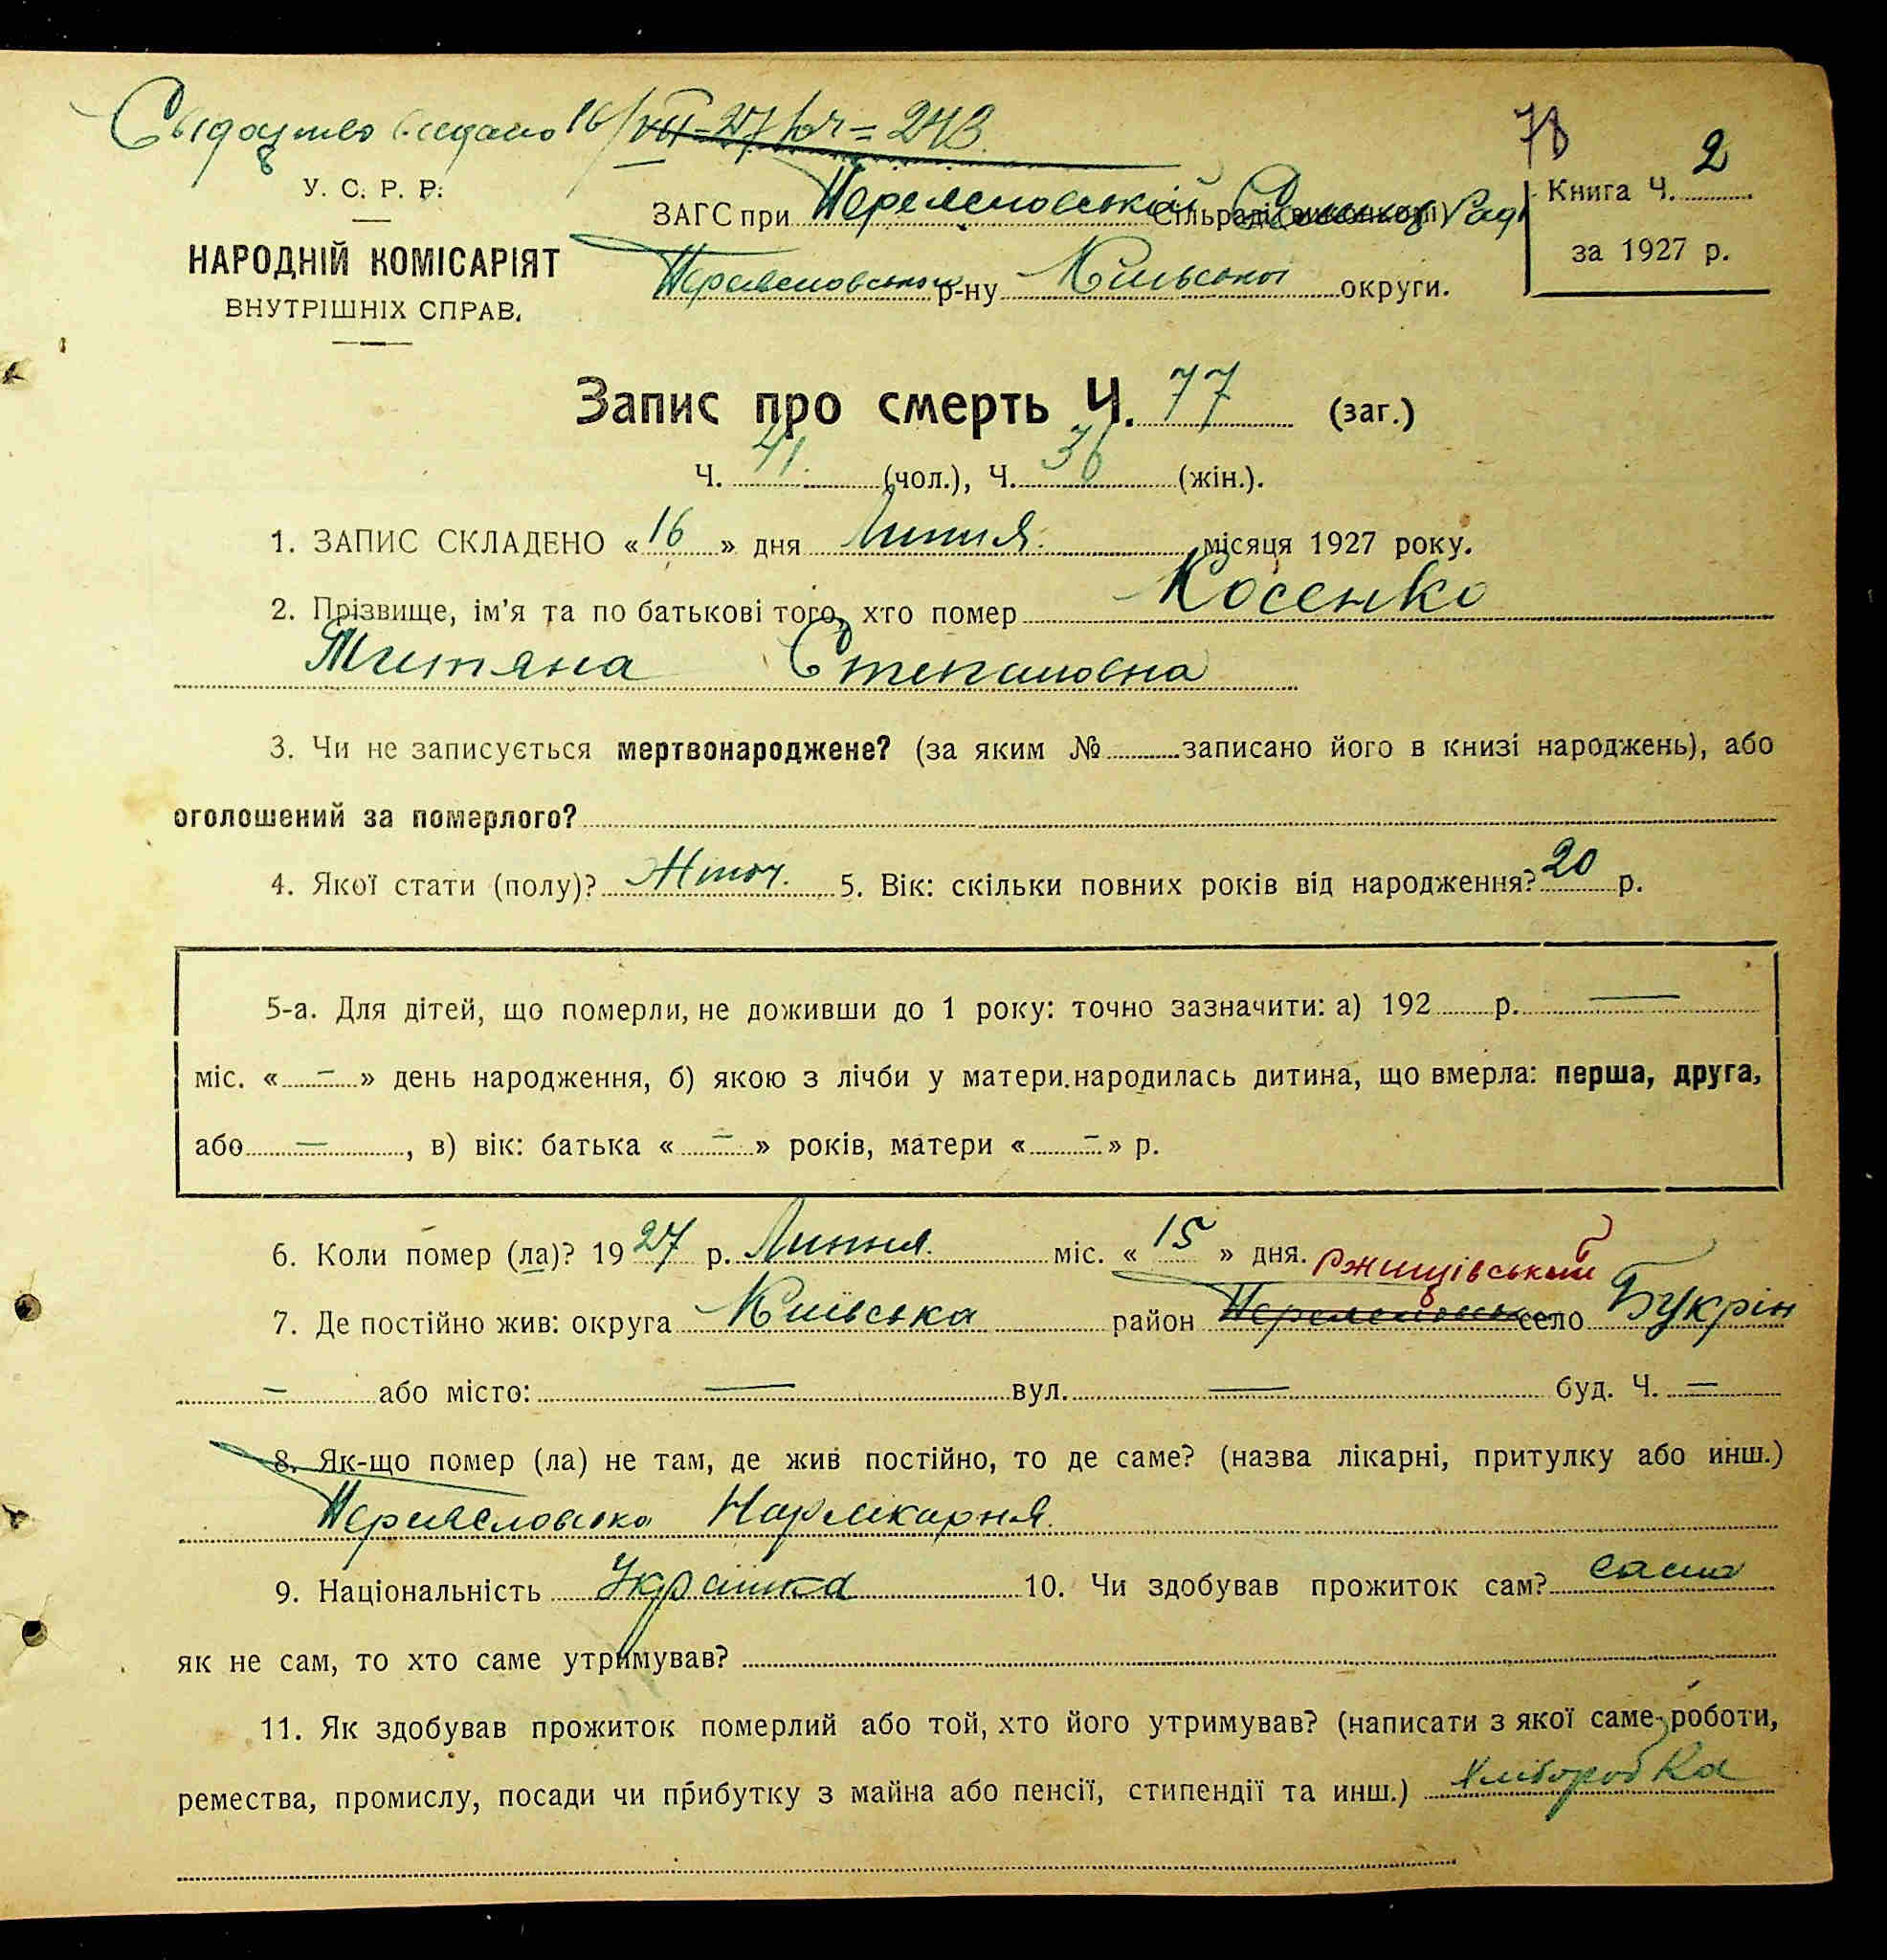 Свідоцтво видано 16/VII-27 р. Ч = 243.
78
2
У. С. Р. Р.
ЗАГС при Переяславській Сільраді (виконкомі) Раді
Книга Ч.
НАРОДНІЙ КОМІСАРІЯТ
Переяславського р-ну Київської округи.
за 1927 р.
ВНУТРІШНІХ СПРАВ.
Запис про смерть Ч. 77 (заг.)
Ч. 41. (чол.), Ч. 36 (жін.).
1. ЗАПИС СКЛАДЕНО « 16 » дня Липня. місяця 1927 року.
2. Прізвище, ім'я та по батькові того, хто помер Косенко
Титяна Степановна
3. Чи не записується мертвонароджене? (за яким № записано його в книзі народжень), або
оголошений за померлого?
4. Якої стати (полу)? Жіноч. 5. Вік: скільки повних років від народження? 20 р.
5-а. Для дітей, що померли, не доживши до 1 року: точно зазначити: а) 192 р. —
міс. « — » день народження, б) якою з лічби у матери народилась дитина, що вмерла: перша, друга,
або — , в) вік: батька « — » років, матери « — » р.
6. Коли помер (ла)? 1927 р. Липня. міс. « 15 » дня. Ржищівський
7. Де постійно жив: округа Київська район село Букрін
— або місто: — вул. — буд. Ч. —
8. Як-що помер (ла) не там, де жив постійно, то де саме? (назва лікарні, притулку або инш.)
Нарлікарня.
9. Національність Українка 10. Чи здобував прожиток сам? сама
як не сам, то хто саме утримував?
11. Як здобував прожиток померлий або той, хто його утримував? (написати з якої саме роботи,
ремества, промислу, посади чи прибутку з майна або пенсії, стипендії та инш.) хліборобка